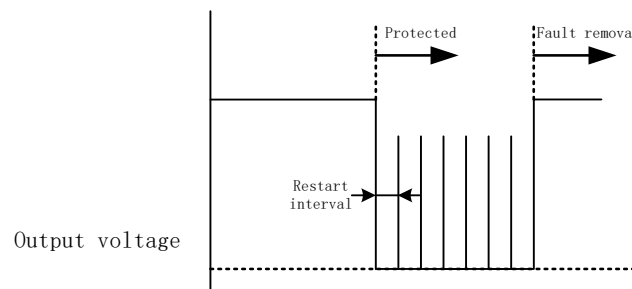 Protected
Fault remova
Restart
interval
Output voltage